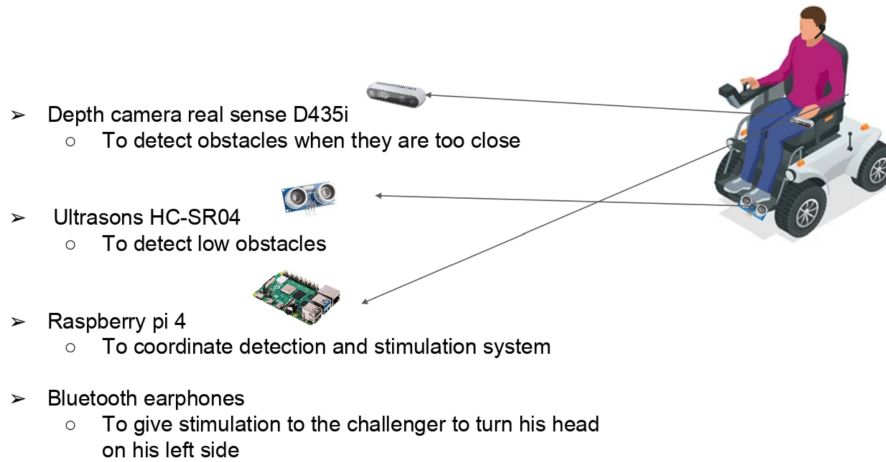 ➢ Depth camera real sense D435i
○ To detect obstacles when they are too close
➢ Ultrasons HC-SR04
○ To detect low obstacles
➢ Raspberry pi 4
○ To coordinate detection and stimulation system
➢ Bluetooth earphones
○ To give stimulation to the challenger to turn his head
on his left side